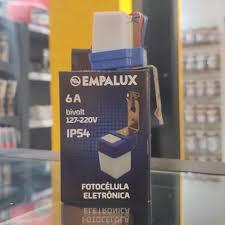 EMPALUX
6A
bivolt
127-220V
IP54
FOTOCÉLULA
ELETRÔNICA